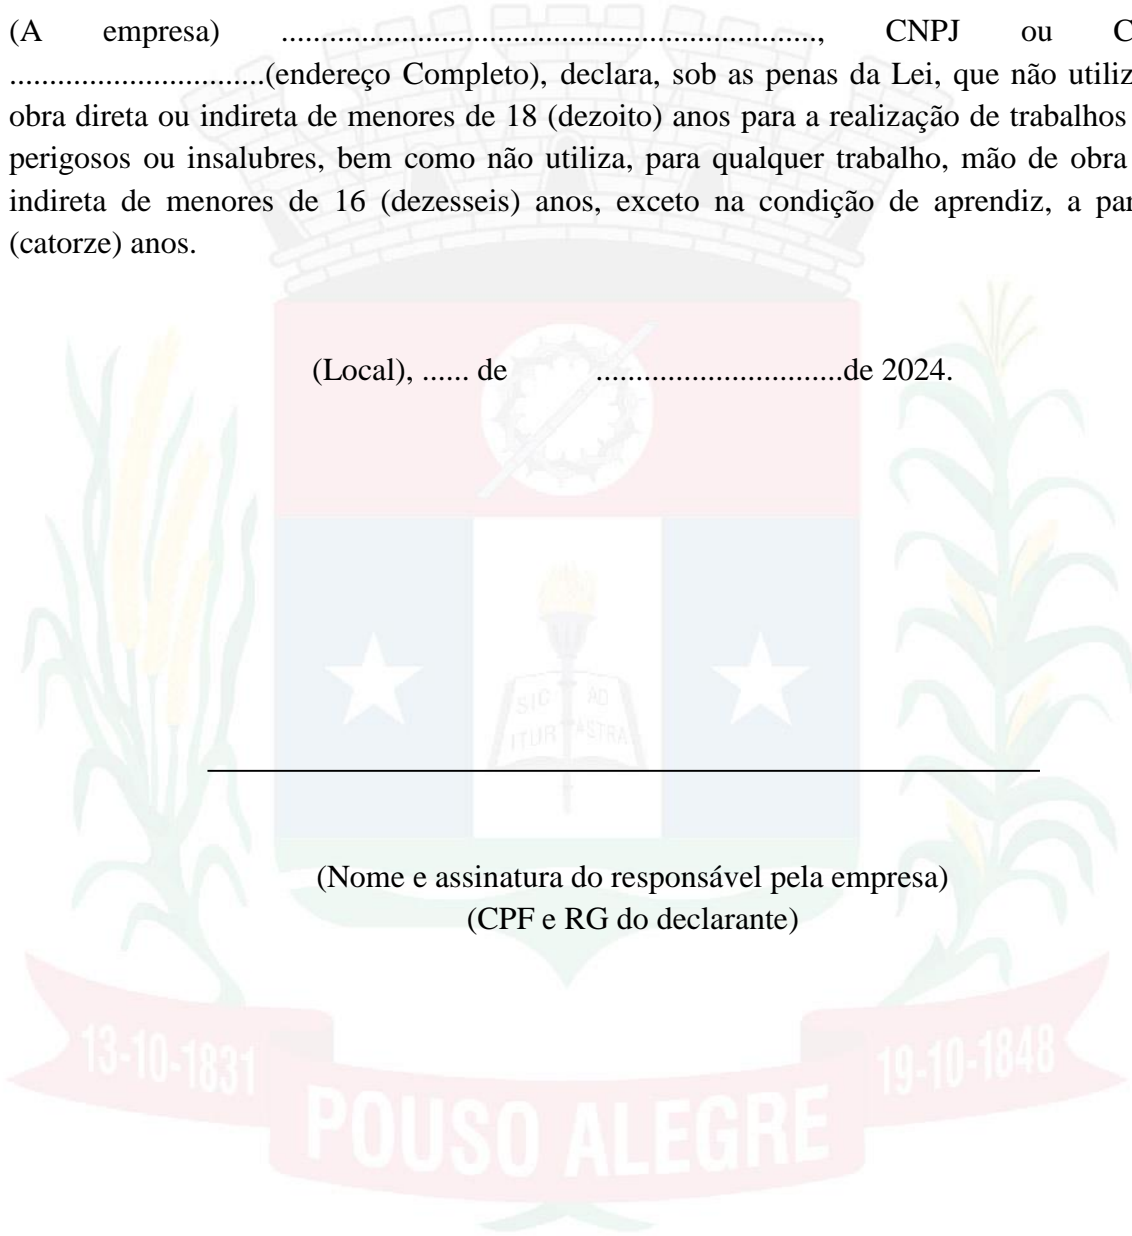 (A empresa) ..................................................................., CNPJ ou C
................................(endereço Completo), declara, sob as penas da Lei, que não utiliz
obra direta ou indireta de menores de 18 (dezoito) anos para a realização de trabalhos
perigosos ou insalubres, bem como não utiliza, para qualquer trabalho, mão de obra
indireta de menores de 16 (dezesseis) anos, exceto na condição de aprendiz, a par
(catorze) anos.
(Local), ...... de ...............................de 2024.
SIC AD
ITUR ASTRA
(Nome e assinatura do responsável pela empresa)
(CPF e RG do declarante)
13-10-1831 19-10-1848
POUSO ALEGRE